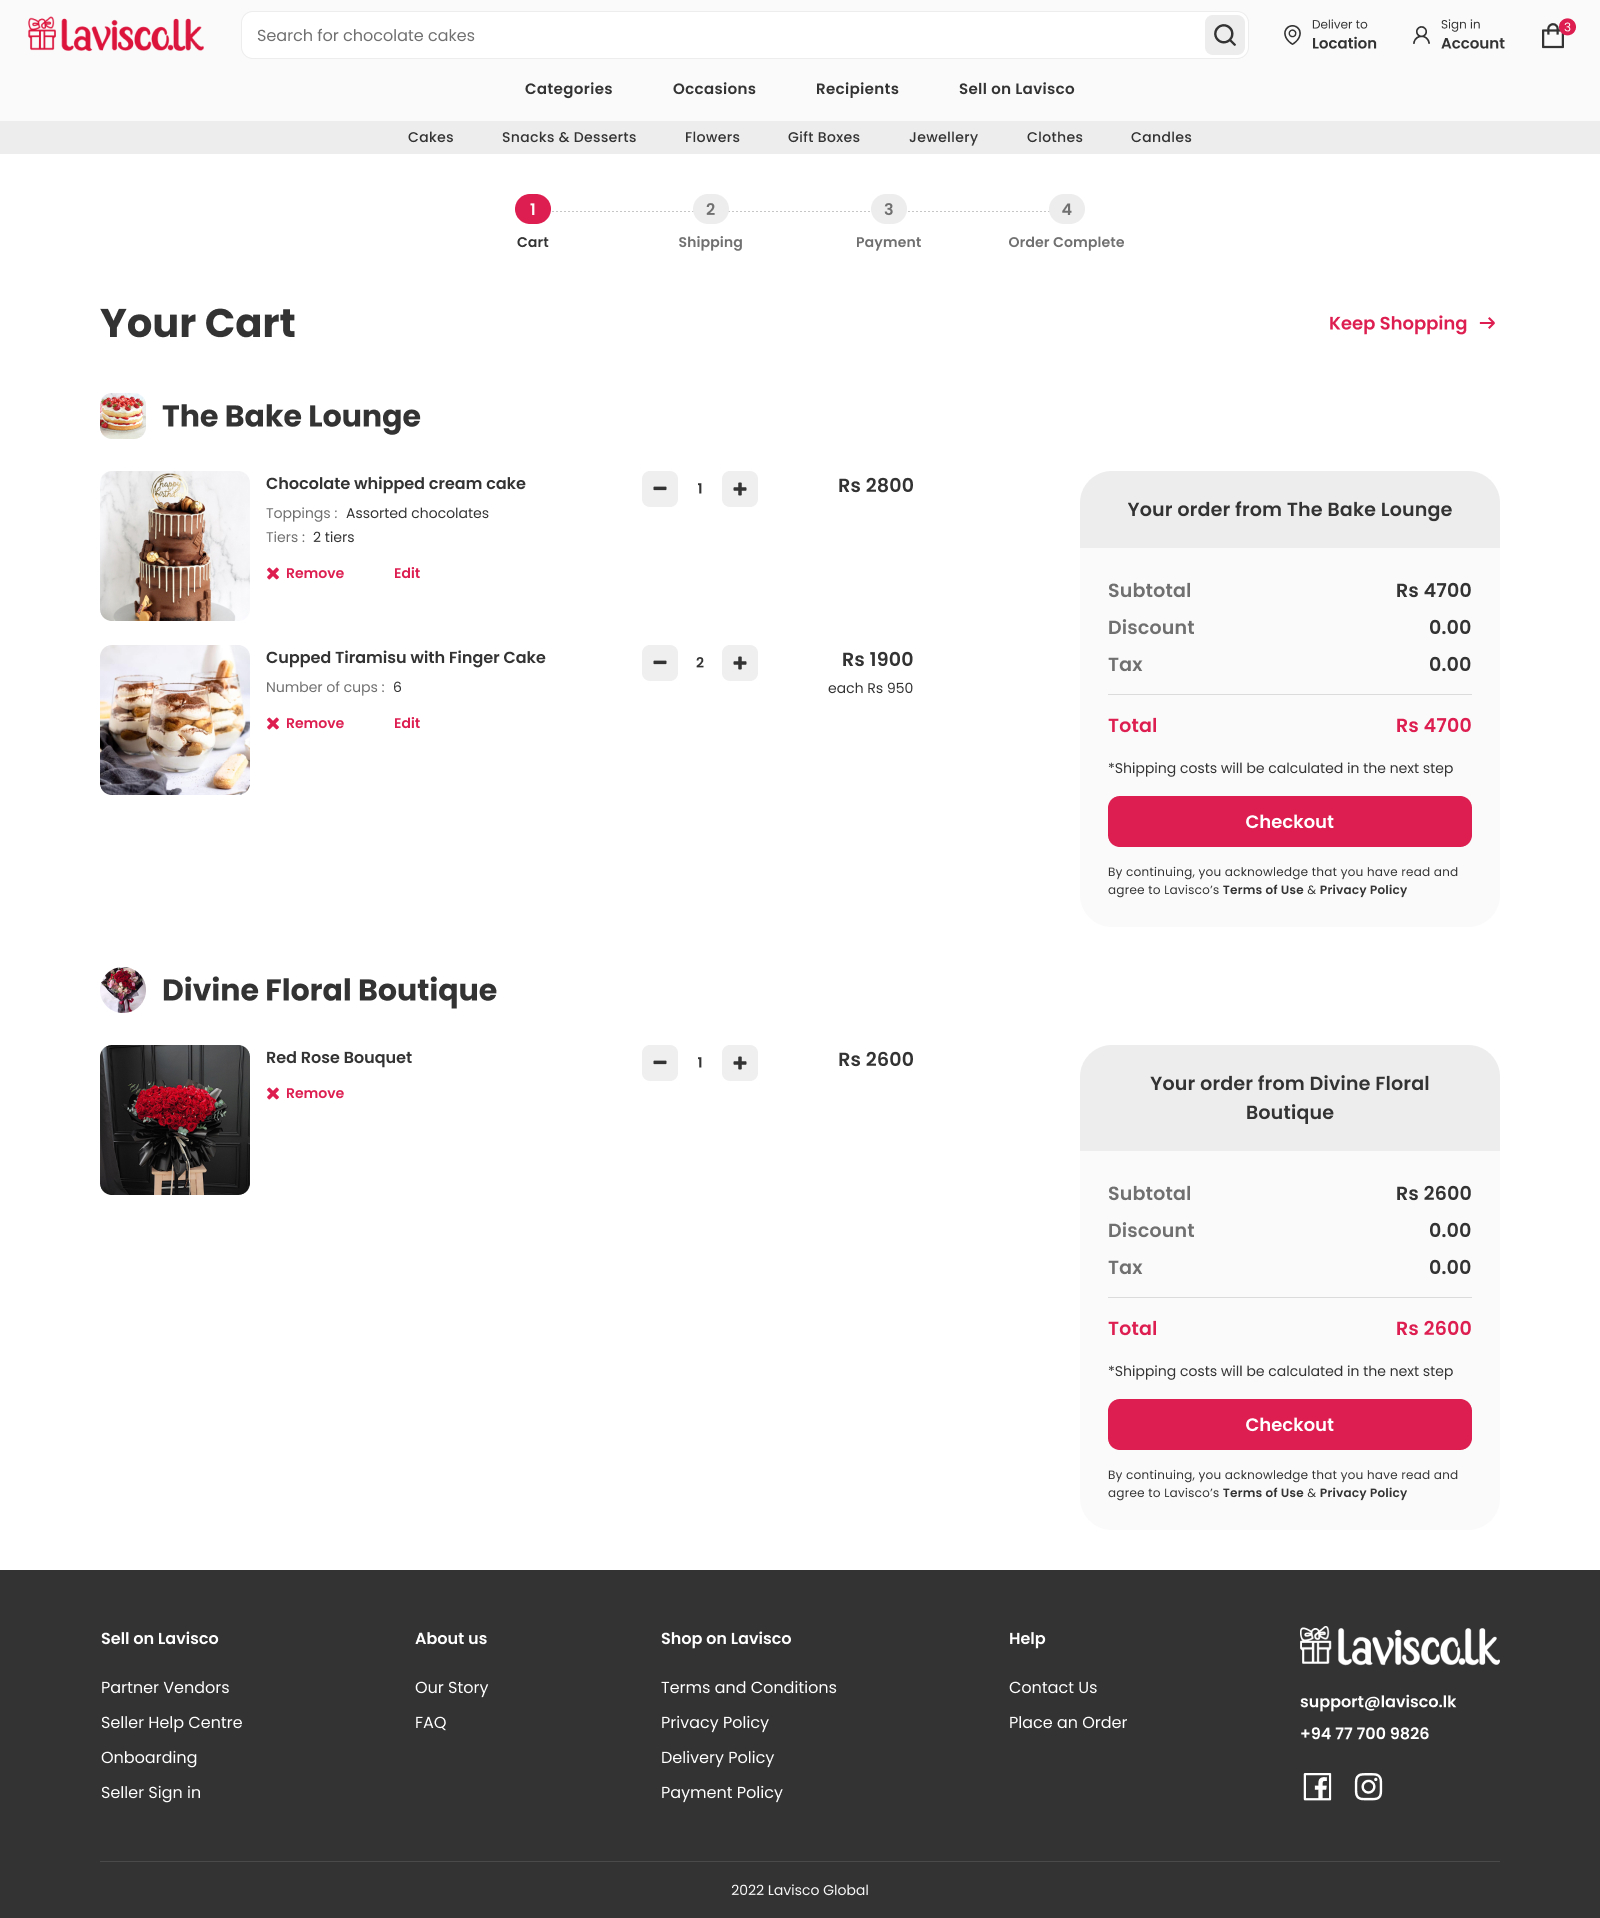 Lavisco.lk
Search for chocolate cakes
Deliver to
Location
Sign in
Account
3
Categories
Occasions
Recipients
Sell on Lavisco
Cakes
Snacks & Desserts
Flowers
Gift Boxes
Jewellery
Clothes
Candles
1
2
3
4
Cart
Shipping
Payment
Order Complete
Your Cart
Keep Shopping
The Bake Lounge
happy
Chocolate whipped cream cake
Toppings : Assorted chocolates
Tiers : 2 tiers
Remove
Edit
1
Rs 2800
Cupped Tiramisu with Finger Cake
Number of cups : 6
Remove
Edit
2
Rs 1900
each Rs 950
Your order from The Bake Lounge
Subtotal Rs 4700
Discount 0.00
Tax 0.00
Total Rs 4700
*Shipping costs will be calculated in the next step
Checkout
By continuing, you acknowledge that you have read and
agree to Lavisco's Terms of Use & Privacy Policy
Divine Floral Boutique
Red Rose Bouquet
Remove
1
Rs 2600
Your order from Divine Floral
Boutique
Subtotal Rs 2600
Discount 0.00
Tax 0.00
Total Rs 2600
*Shipping costs will be calculated in the next step
Checkout
By continuing, you acknowledge that you have read and
agree to Lavisco's Terms of Use & Privacy Policy
Sell on Lavisco
Partner Vendors
Seller Help Centre
Onboarding
Seller Sign in
About us
Our Story
FAQ
Shop on Lavisco
Terms and Conditions
Privacy Policy
Delivery Policy
Payment Policy
Help
Contact Us
Place an Order
Lavisco.lk
support@lavisco.lk
+94 77 700 9826
2022 Lavisco Global